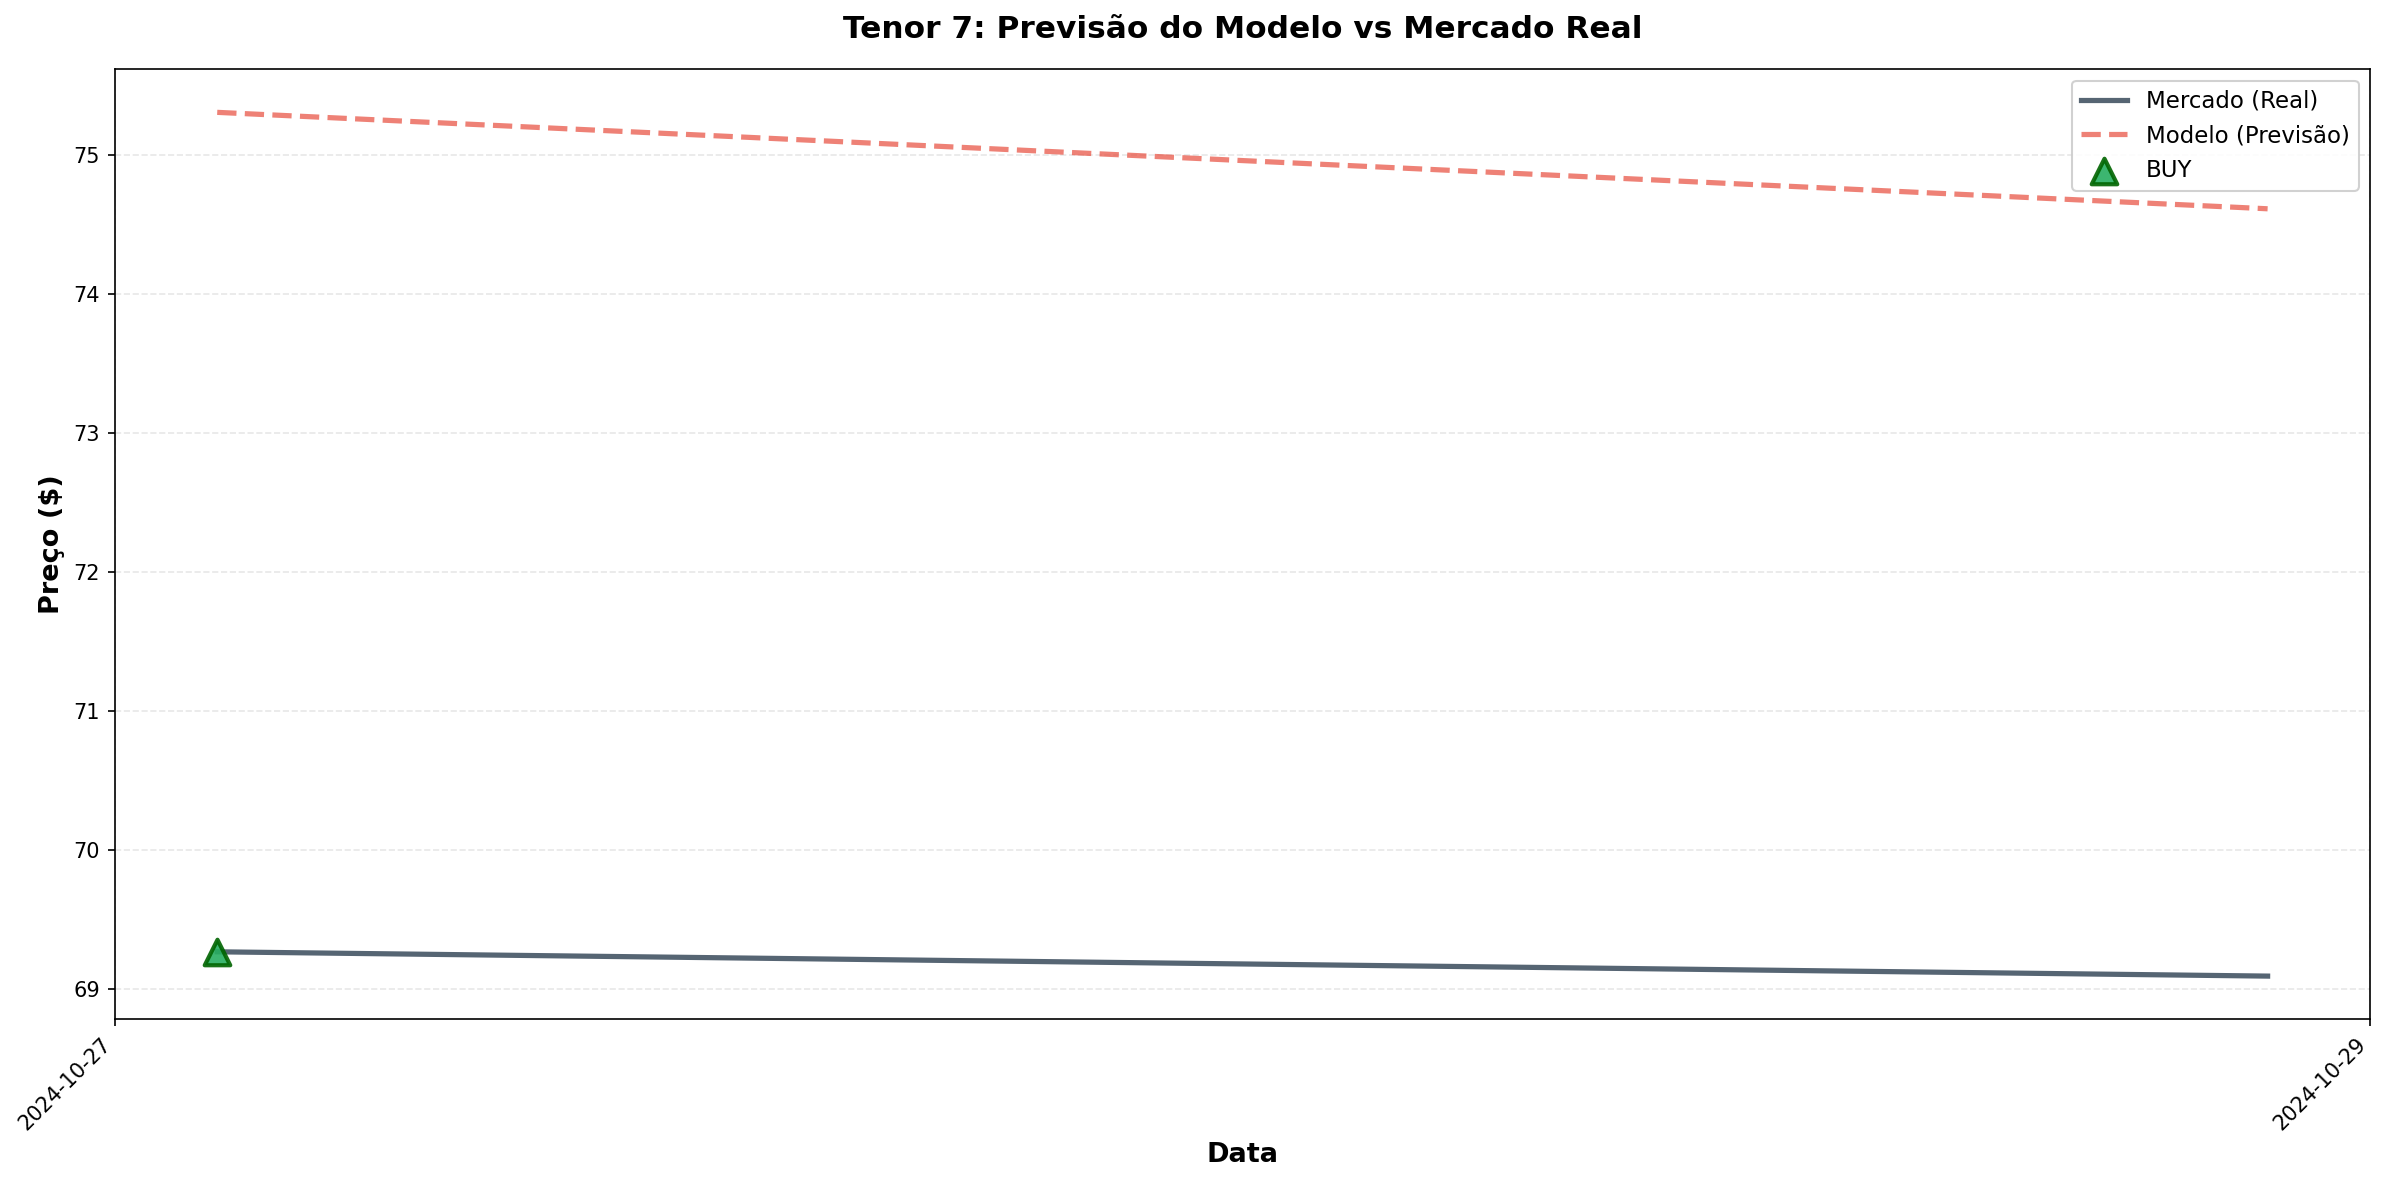 Tenor 7: Previsão do Modelo vs Mercado Real
Mercado (Real)
Modelo (Previsão)
BUY
Preço ($)
75
74
73
72
71
70
69
2024-10-27
2024-10-29
Data